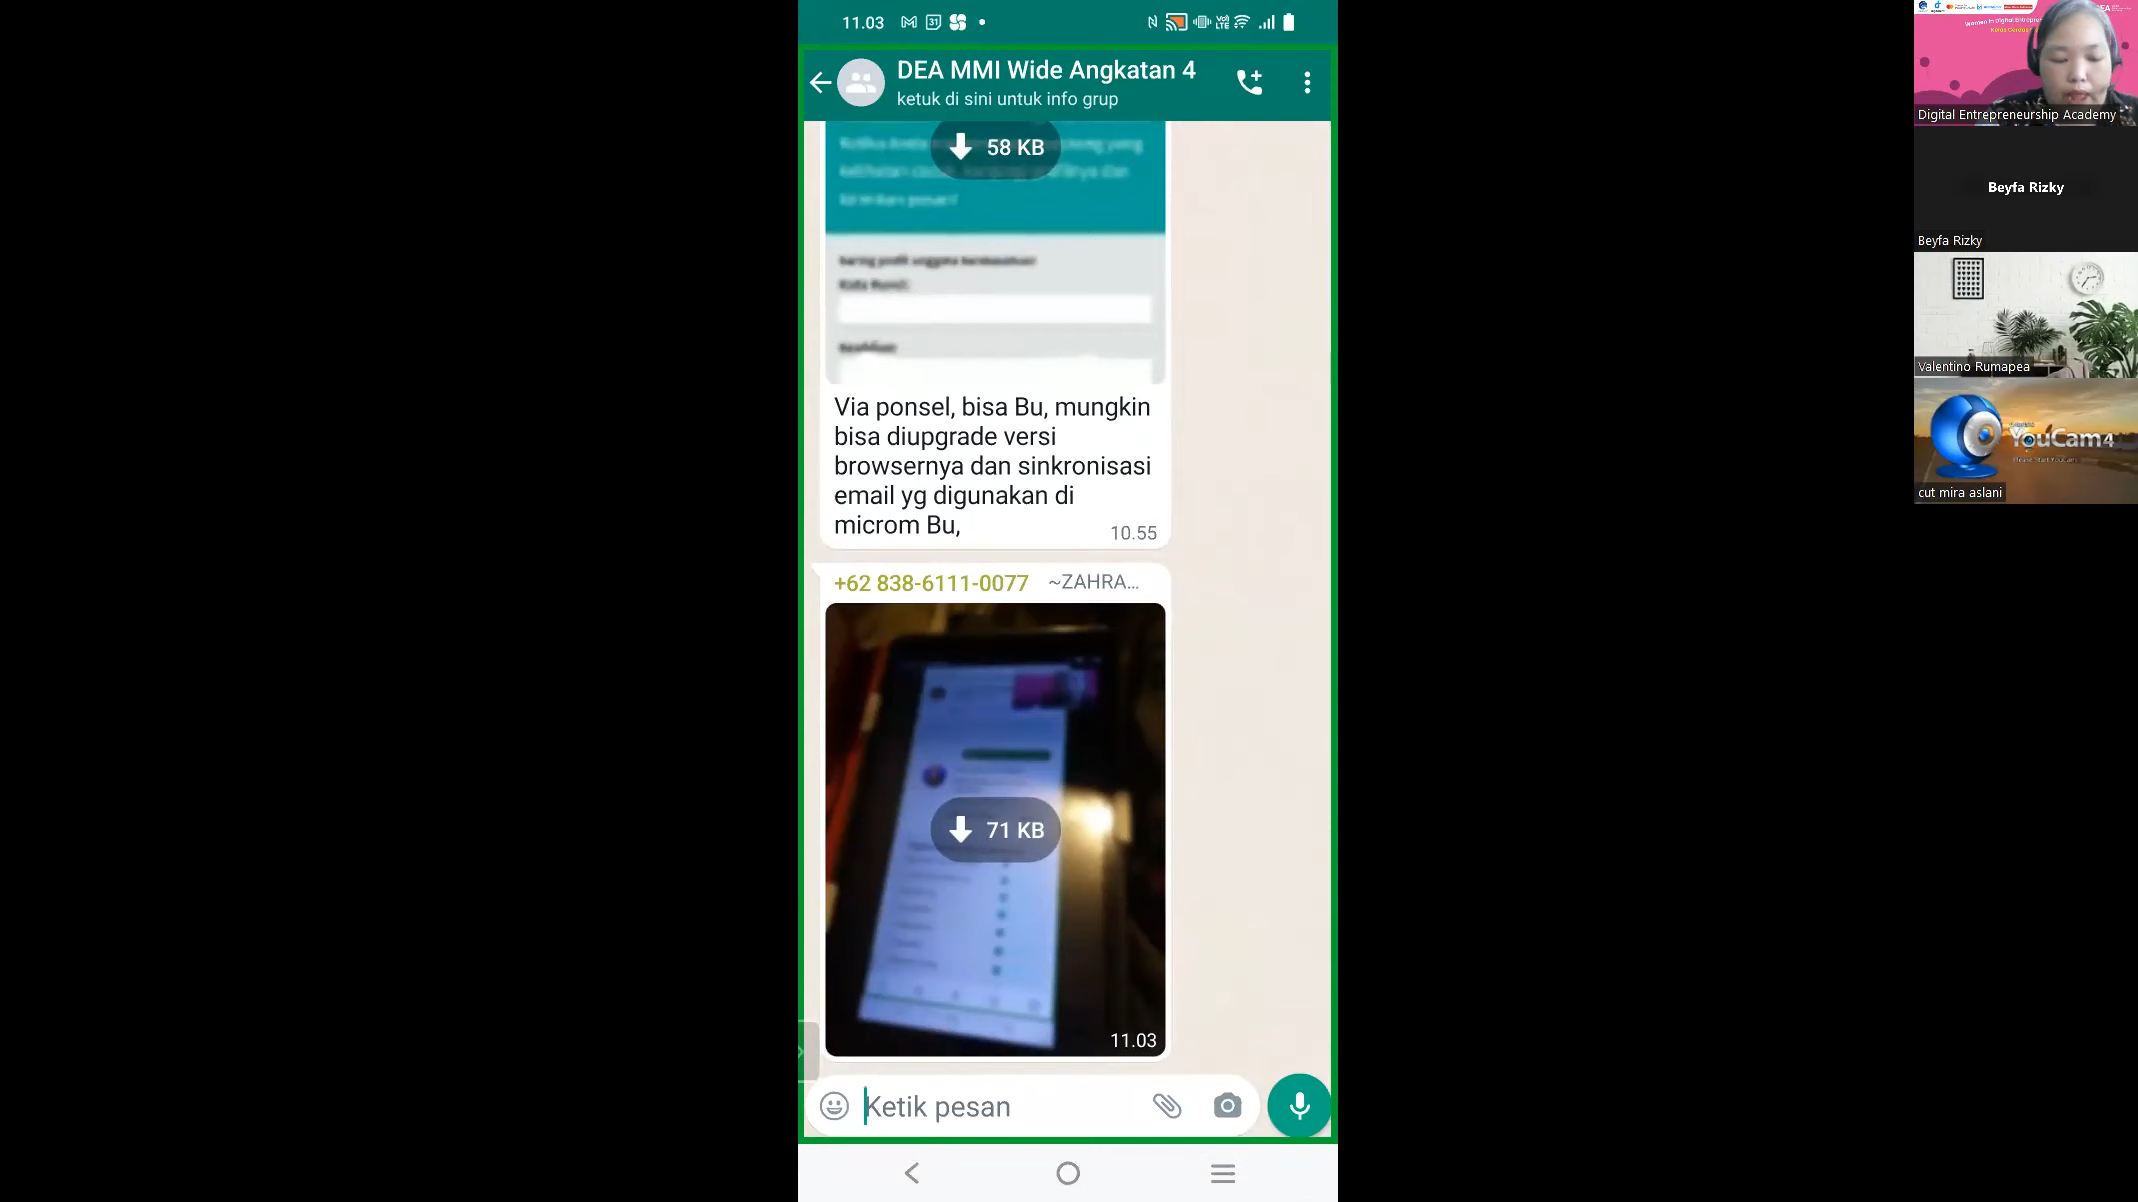 11.03
31
DEA MMI Wide Angkatan 4
ketuk di sini untuk info grup
58 KB
Via ponsel, bisa Bu, mungkin
bisa diupgrade versi
browsernya dan sinkronisasi
email yg digunakan di
microm Bu,
10.55
+62 838-6111-0077 ~ZAHRA...
71 KB
11.03
Ketik pesan
Digital Entrepreneurship Academy
Beyfa Rizky
Beyfa Rizky
Valentino Rumapea
YouCam4
cut mira aslani